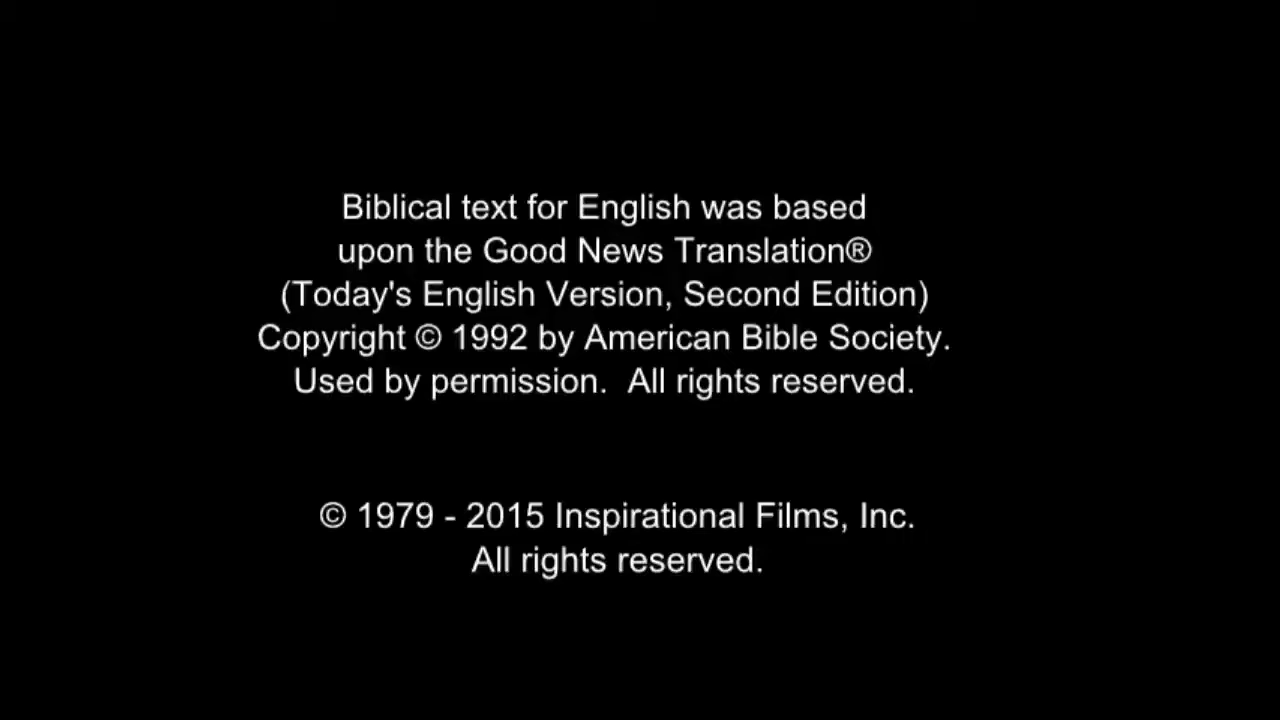 Biblical text for English was based
upon the Good News Translation®
(Today's English Version, Second Edition)
Copyright © 1992 by American Bible Society.
Used by permission.  All rights reserved.
© 1979 - 2015 Inspirational Films, Inc.
All rights reserved.